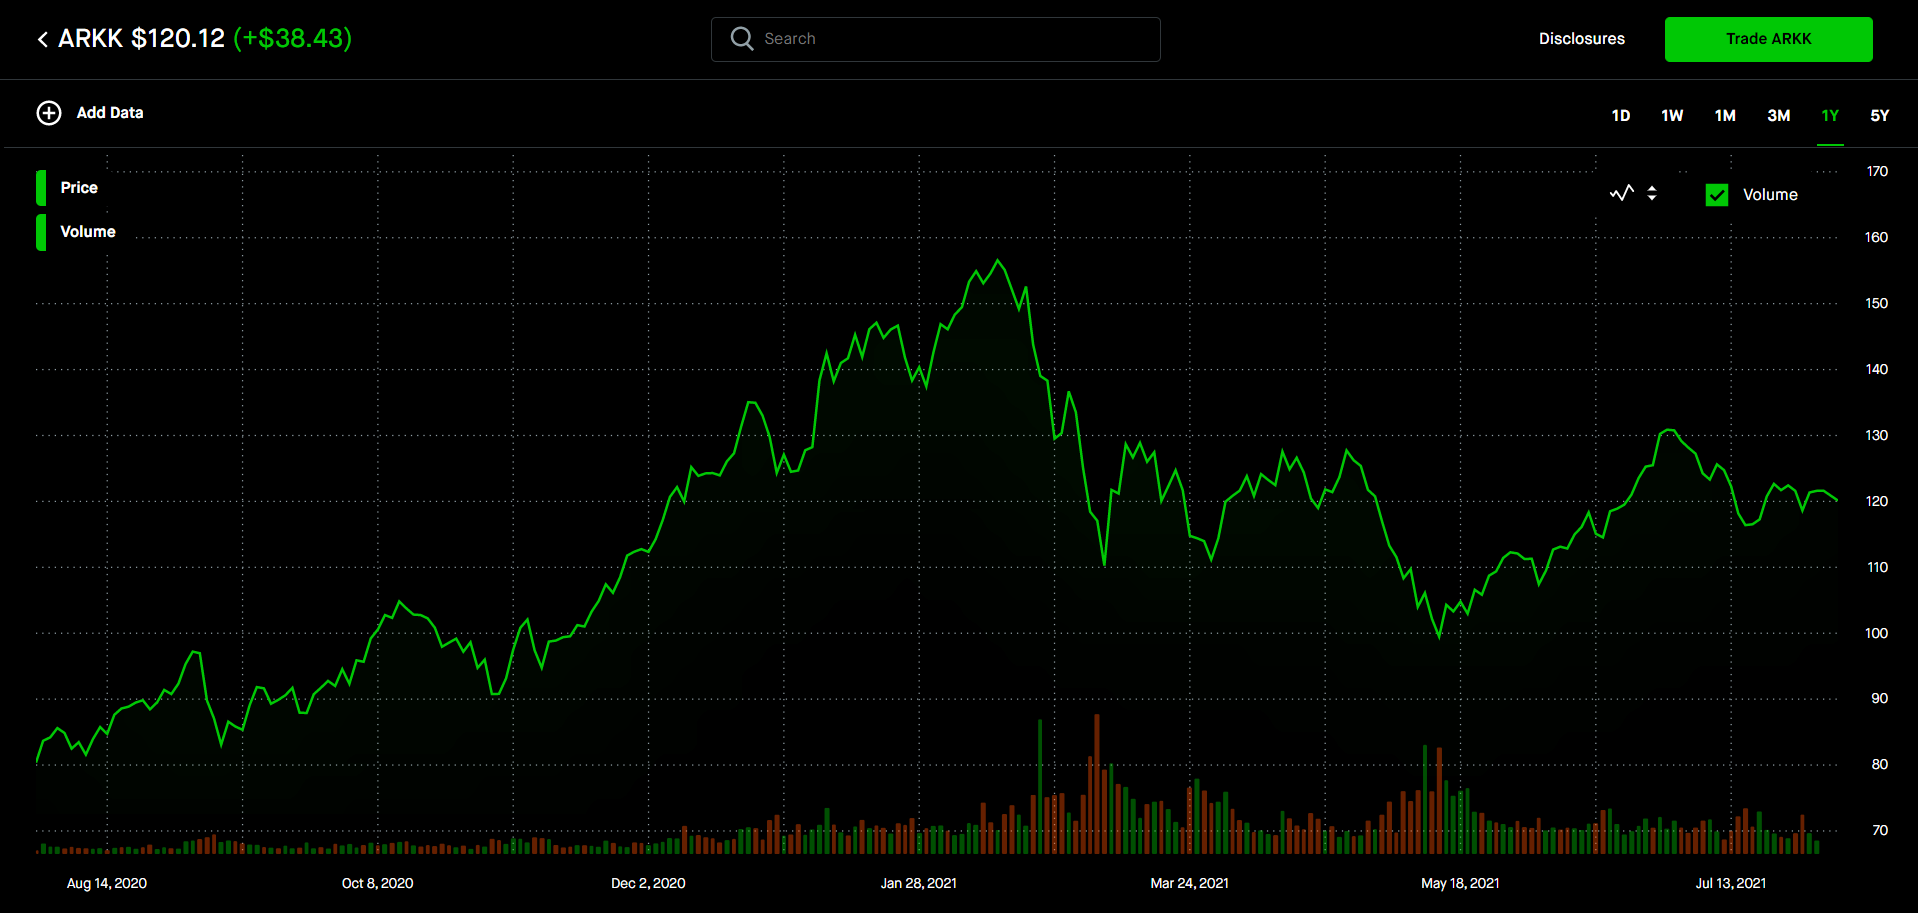 ARKK $120.12 (+$38.43)
Search
Disclosures
Trade ARKK
Add Data
1D 1W 1M 3M 1Y 5Y
Price
Volume
Volume
170
160
150
140
130
120
110
100
90
80
70
Aug 14, 2020 Oct 8, 2020 Dec 2, 2020 Jan 28, 2021 Mar 24, 2021 May 18, 2021 Jul 13, 2021